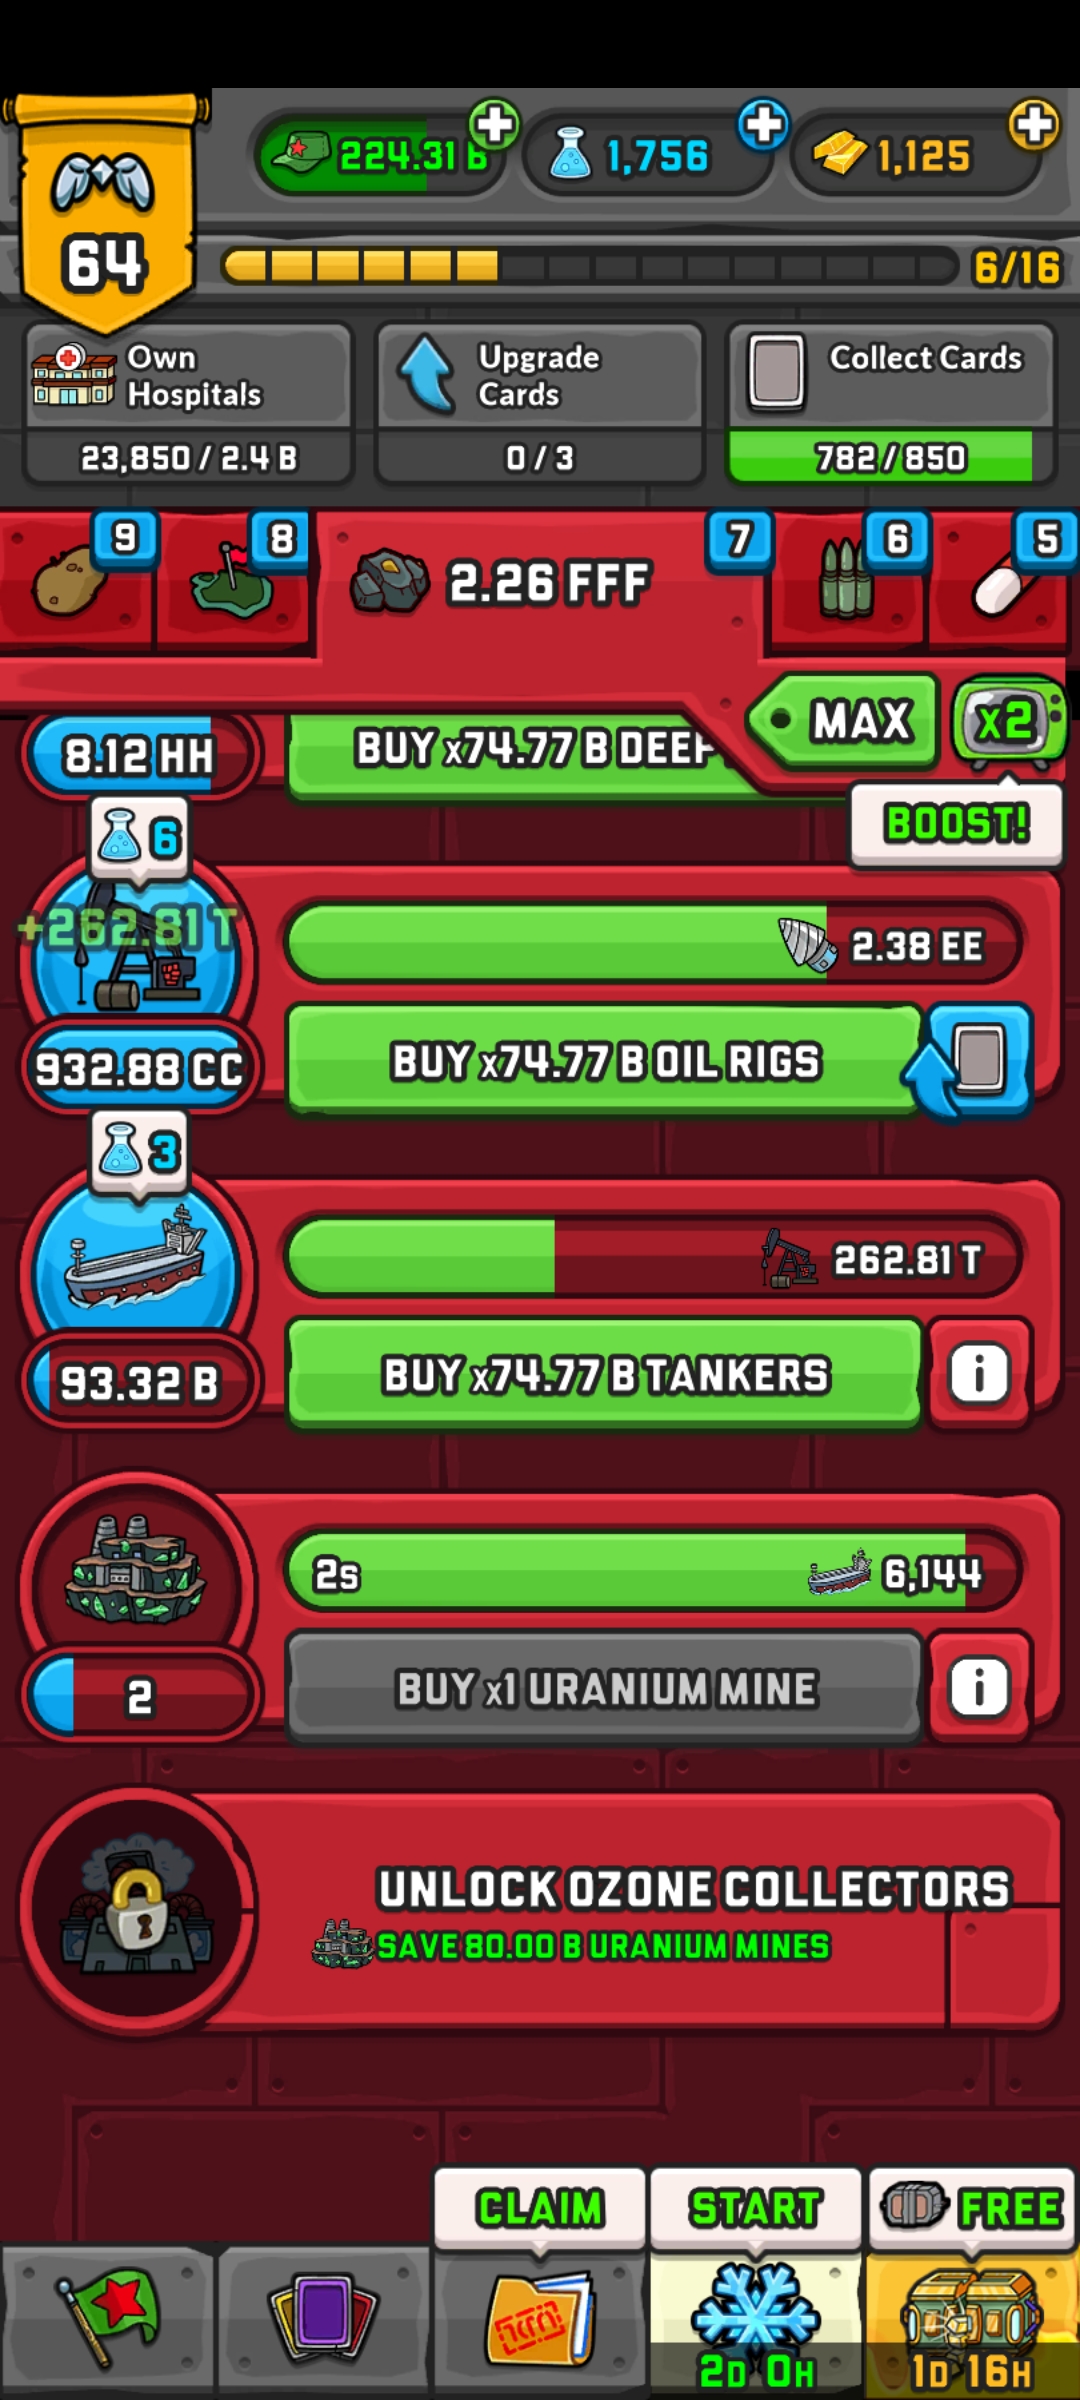 224.31 B
1,756
1,125
64
6/16
Own
Hospitals
23,850 / 2.4 B
Upgrade
Cards
0 / 3
Collect Cards
782 / 850
9
8
2.26 FFF
7
6
5
MAX
x2
BOOST!
8.12 HH
BUY x74.77 B DEEP
6
+262.81 T
2.38 EE
932.88 CC
BUY x74.77 B OIL RIGS
3
262.81 T
93.32 B
BUY x74.77 B TANKERS
i
2s
6,144
2
BUY x1 URANIUM MINE
i
UNLOCK OZONE COLLECTORS
SAVE 80.00 B URANIUM MINES
CLAIM
START
FREE
2D 0H
1D 16H